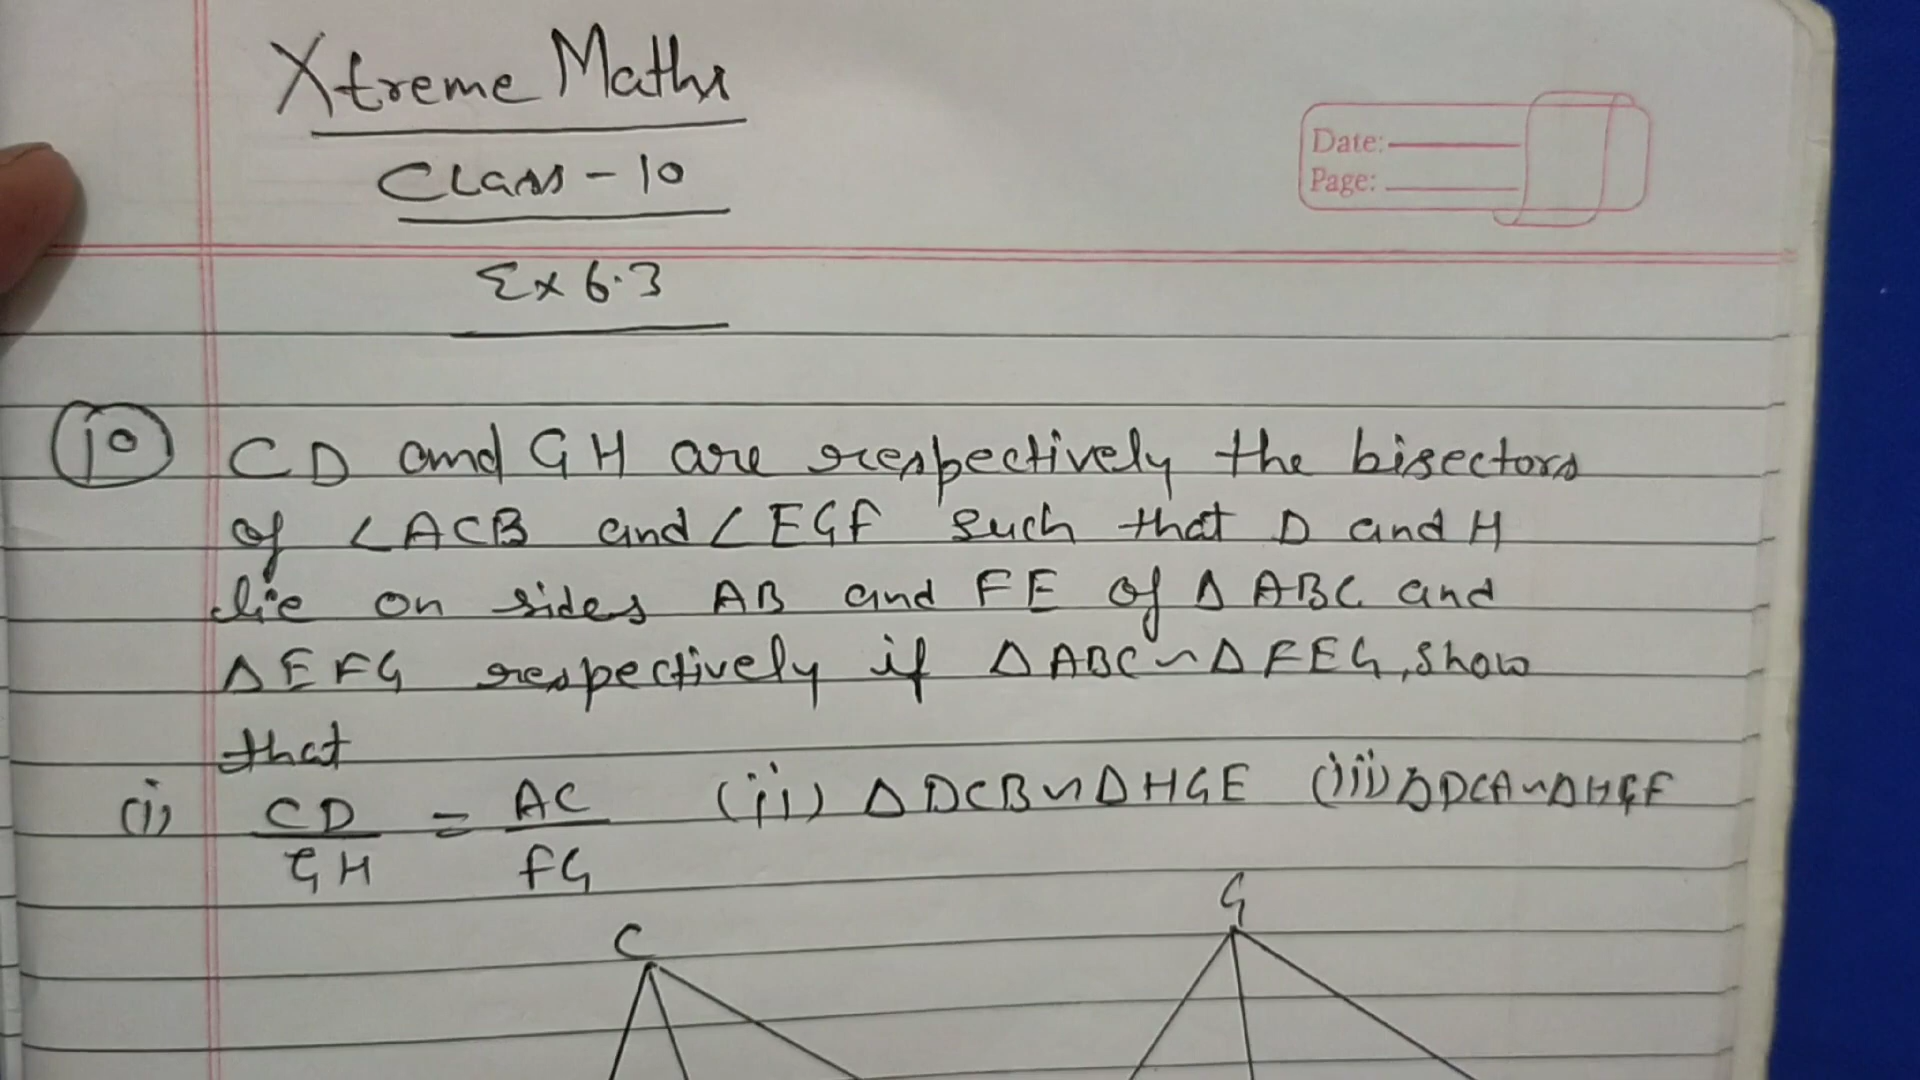 Xtreme Maths
Class - 10
Date:
Page:
Ex 6.3
10 CD and GH are respectively the bisectors
of ∠ACB and ∠EGF such that D and H
lie on sides AB and FE of Δ ABC and
Δ EFG respectively if Δ ABC ~ Δ FEG, show
that
(i) CD/GH = AC/FG (ii) Δ DCB ~ Δ HGE (iii) Δ DCA ~ Δ HGF
C
G